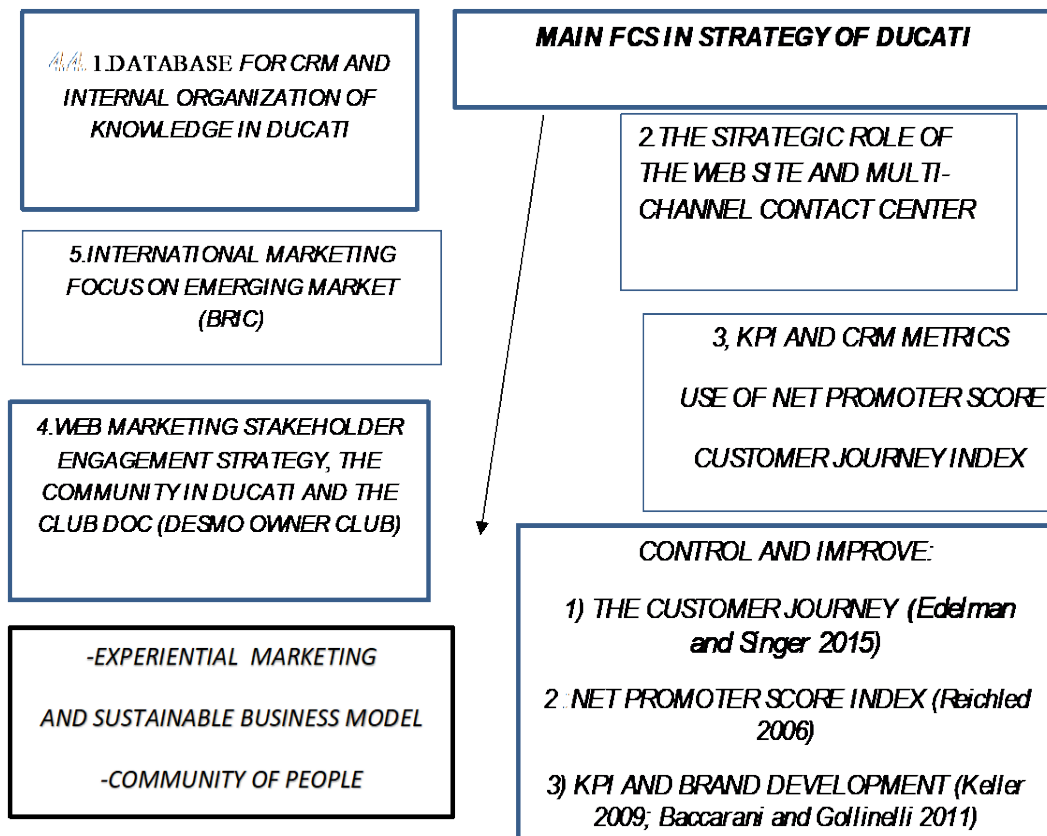 MAIN FCS IN STRATEGY OF DUCATI
1.DATABASE FOR CRM AND
INTERNAL ORGANIZATION OF
KNOWLEDGE IN DUCATI
2 THE STRATEGIC ROLE OF
THE WEB SITE AND MULTI-
CHANNEL CONTACT CENTER
5.INTERNATIONAL MARKETING
FOCUS ON EMERGING MARKET
(BRIC)
3, KPI AND CRM METRICS
USE OF NET PROMOTER SCORE
CUSTOMER JOURNEY INDEX
4.WEB MARKETING STAKEHOLDER
ENGAGEMENT STRATEGY, THE
COMMUNITY IN DUCATI AND THE
CLUB DOC (DESMO OWNER CLUB)
CONTROL AND IMPROVE:
1) THE CUSTOMER JOURNEY (Edelman
and Singer 2015)
2 NET PROMOTER SCORE INDEX (Reichled
2006)
3) KPI AND BRAND DEVELOPMENT (Keller
2009; Baccarani and Gollinelli 2011)
-EXPERIENTIAL MARKETING
AND SUSTAINABLE BUSINESS MODEL
-COMMUNITY OF PEOPLE